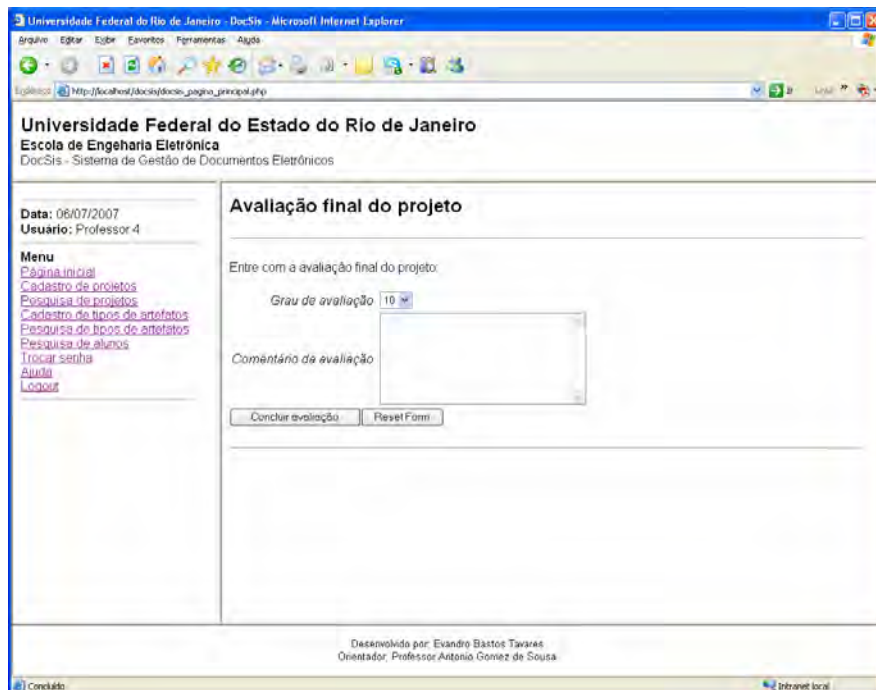 Universidade Federal do Rio de Janeiro - DocSis - Microsoft Internet Explorer
Arquivo Editar Exibir Favoritos Ferramentas Ajuda
Endereço http://localhost/docsis/docsis_pagina_principal.php
Universidade Federal do Estado do Rio de Janeiro
Escola de Engeharia Eletrônica
DocSis - Sistema de Gestão de Documentos Eletrônicos
Data: 06/07/2007
Usuário: Professor 4
Menu
Página inicial
Cadastro de projetos
Pesquisa de projetos
Cadastro de tipos de artefatos
Pesquisa de tipos de artefatos
Pesquisa de alunos
Trocar senha
Ajuda
Logout
Avaliação final do projeto
Entre com a avaliação final do projeto:
Grau de avaliação 10
Comentário da avaliação
Concluir avaliação Reset Form
Desenvolvido por: Evandro Bastos Tavares
Orientador: Professor Antonio Gomez de Sousa
Concluído Intranet local